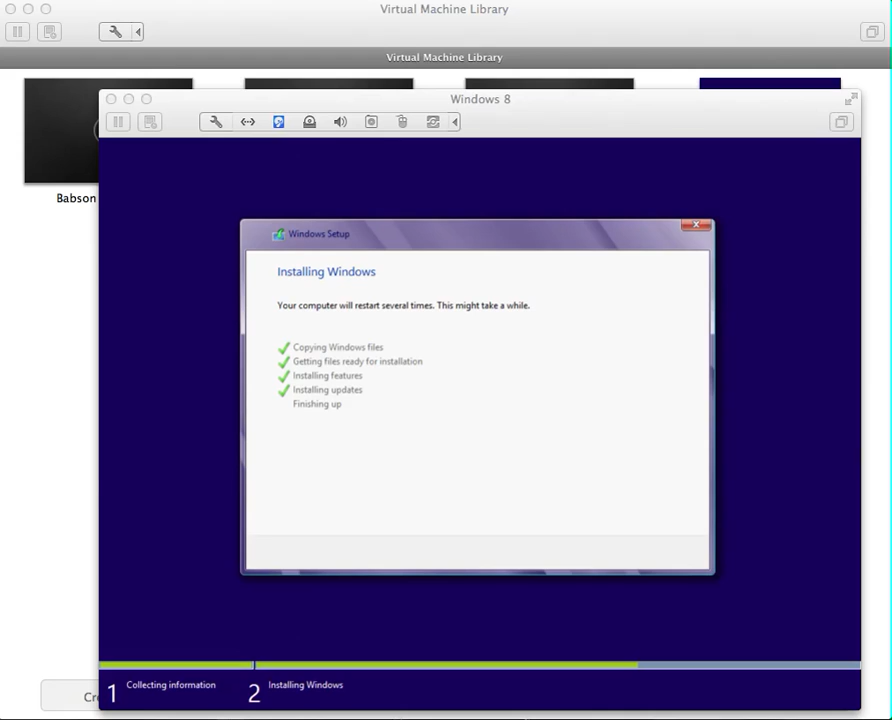 Virtual Machine Library
Virtual Machine Library
Babson
Windows 8
Windows Setup
Installing Windows
Your computer will restart several times. This might take a while.
Copying Windows files
Getting files ready for installation
Installing features
Installing updates
Finishing up
Cr
1 Collecting information
2 Installing Windows